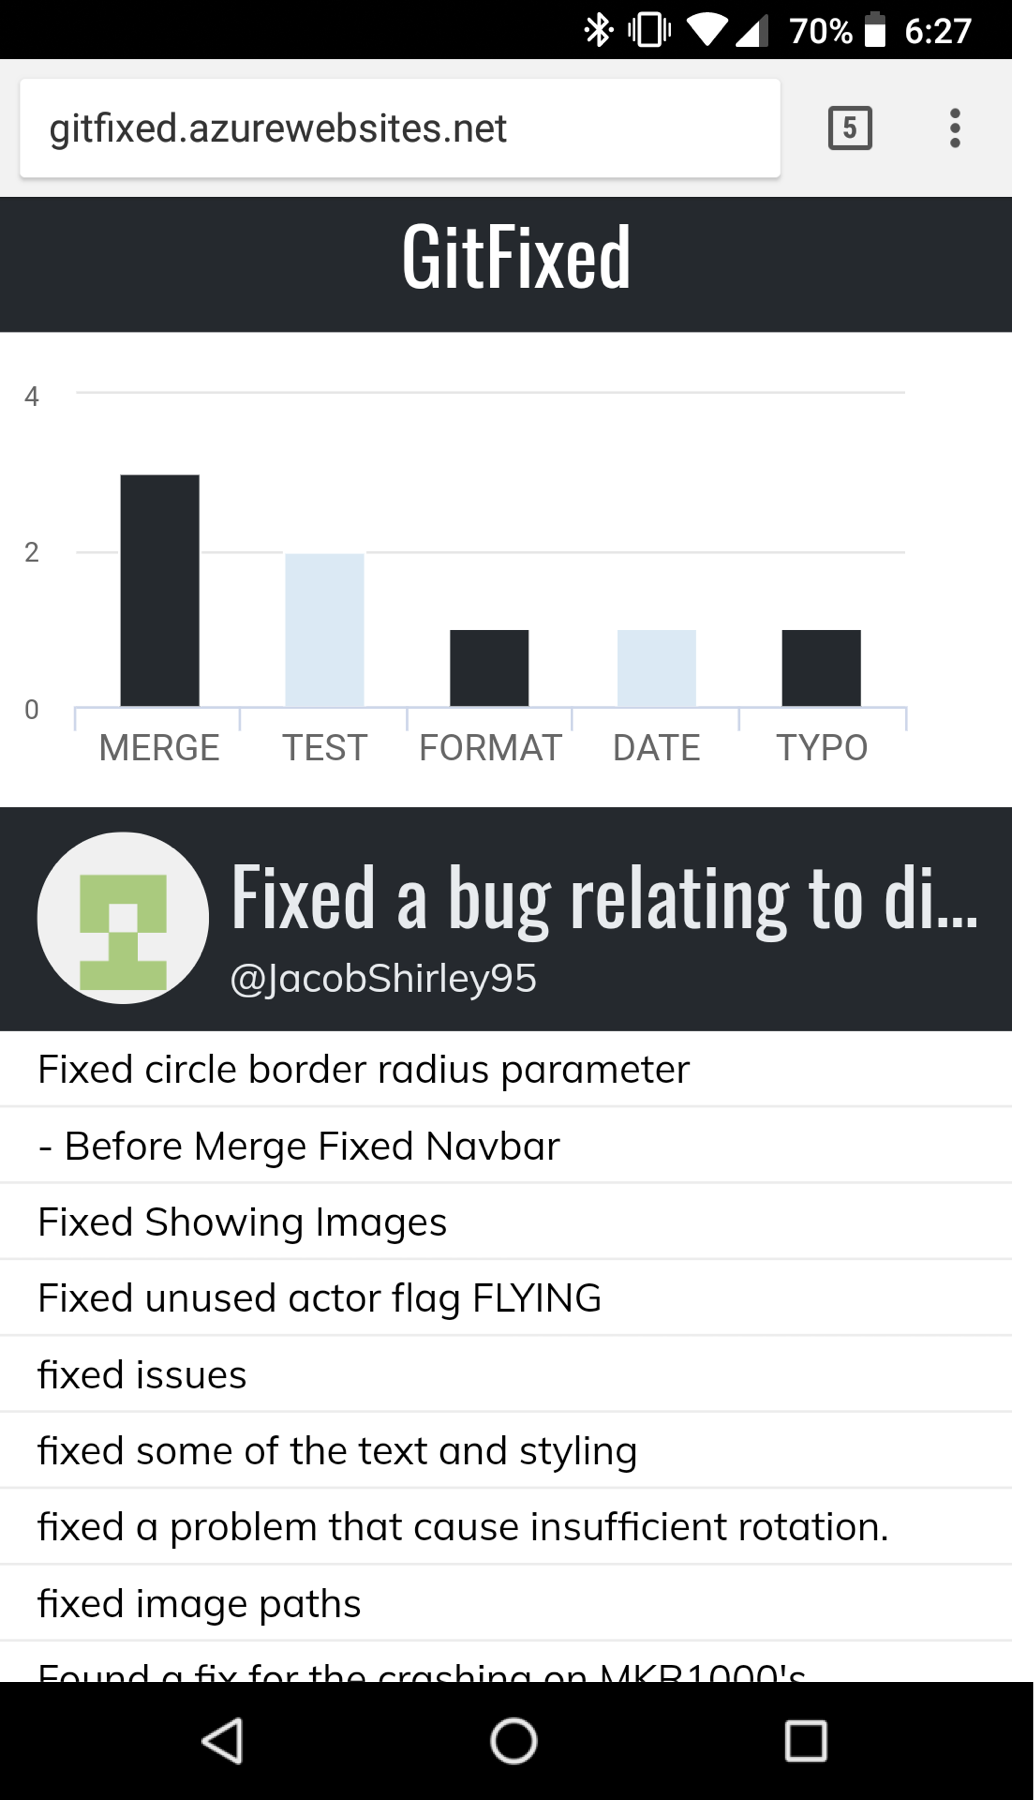 70% 6:27
gitfixed.azurewebsites.net
5
GitFixed
4
2
0
MERGE TEST FORMAT DATE TYPO
Fixed a bug relating to di...
@JacobShirley95
Fixed circle border radius parameter
- Before Merge Fixed Navbar
Fixed Showing Images
Fixed unused actor flag FLYING
fixed issues
fixed some of the text and styling
fixed a problem that cause insufficient rotation.
fixed image paths
Found a fix for the crashing on MKR1000's